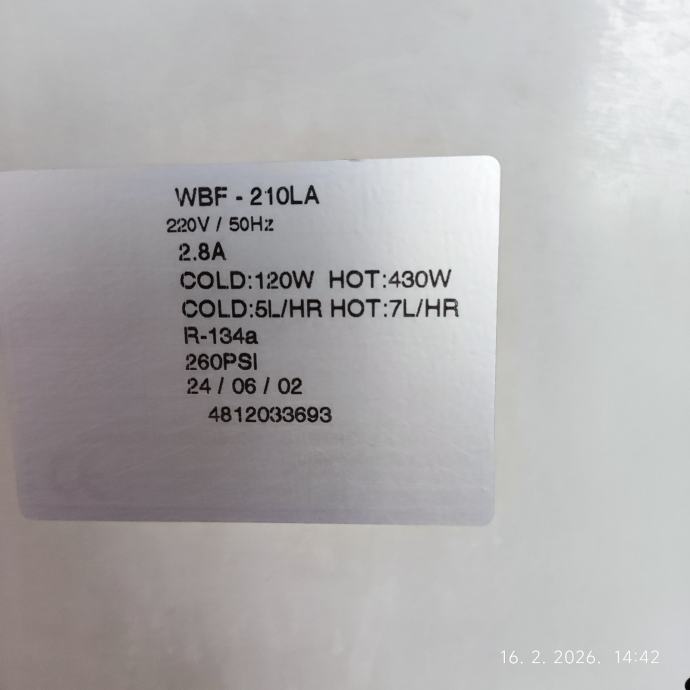 WBF - 210LA
220V / 50Hz
2.8A
COLD:120W HOT:430W
COLD:5L/HR HOT:7L/HR
R-134a
260PSI
24 / 06 / 02
4812033693
16. 2. 2026. 14:42